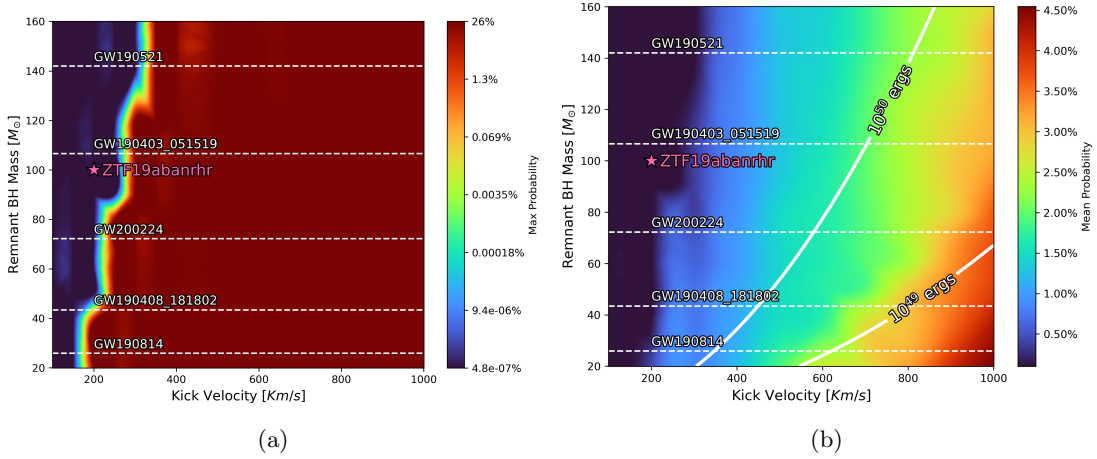 160
140
120
100
80
60
40
20
Remnant BH Mass [M⊙]
GW190521
GW190403_051519
ZTF19abanrhr
GW200224
GW190408_181802
GW190814
200
400
600
800
1000
Kick Velocity [Km/s]
26%
1.3%
0.069%
0.0035%
0.00018%
9.4e-06%
4.8e-07%
Max Probability
(a)
160
140
120
100
80
60
40
20
Remnant BH Mass [M⊙]
GW190521
10^50 ergs
GW190403_051519
ZTF19abanrhr
GW200224
GW190408_181802
10^49 ergs
GW190814
200
400
600
800
1000
Kick Velocity [Km/s]
4.50%
4.00%
3.50%
3.00%
2.50%
2.00%
1.50%
1.00%
0.50%
Mean Probability
(b)